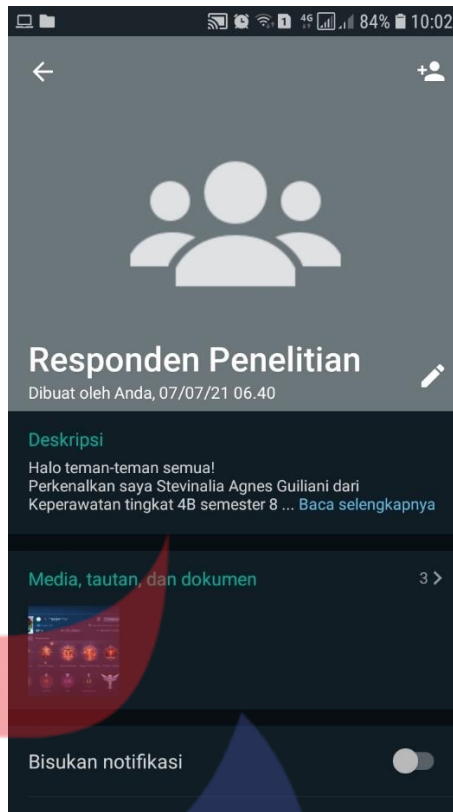 4G 84% 10:02
Responden Penelitian
Dibuat oleh Anda, 07/07/21 06.40
Deskripsi
Halo teman-teman semua!
Perkenalkan saya Stevinalia Agnes Guiliani dari
Keperawatan tingkat 4B semester 8 ... Baca selengkapnya
Media, tautan, dan dokumen 3
Bisukan notifikasi